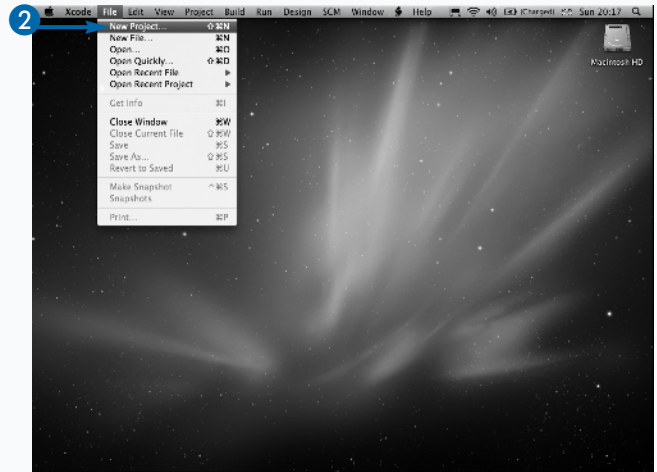 2
Xcode File Edit View Project Build Run Design SCM Window Help (Charged) Sun 20:17
New Project... ⇧⌘N
New File... ⌘N
Open... ⌘O
Open Quickly... ⇧⌘D
Open Recent File ▶
Open Recent Project ▶
Get Info ⌘I
Close Window ⌘W
Close Current File ⇧⌘W
Save ⌘S
Save As... ⇧⌘S
Revert to Saved ⌘U
Make Snapshot ^⌘S
Snapshots
Print... ⌘P
Macintosh HD